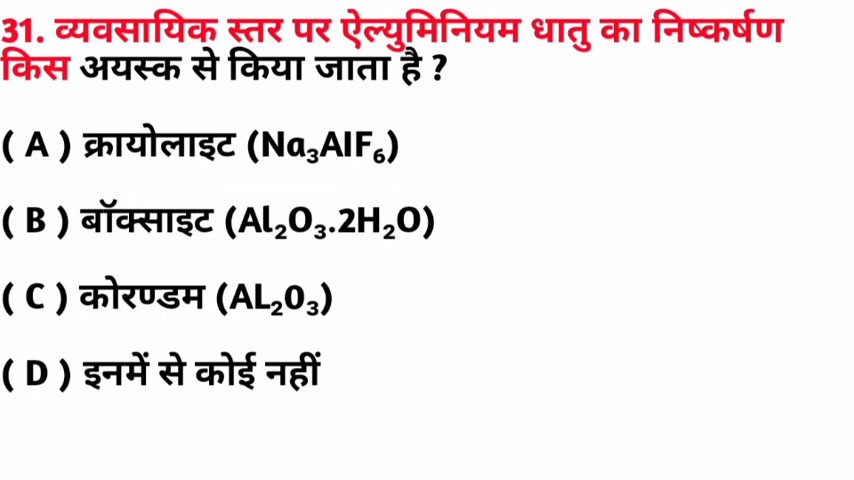 31. व्यवसायिक स्तर पर ऐल्युमिनियम धातु का निष्कर्षण
किस अयस्क से किया जाता है ?
( A ) क्रायोलाइट (Na₃AlF₆)
( B ) बॉक्साइट (Al₂O₃.2H₂O)
( C ) कोरण्डम (AL₂0₃)
( D ) इनमें से कोई नहीं